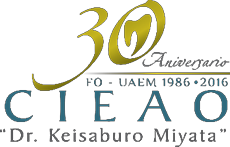 30 Aniversario
FO - UAEM 1986 • 2016
CIEAO
"Dr. Keisaburo Miyata"